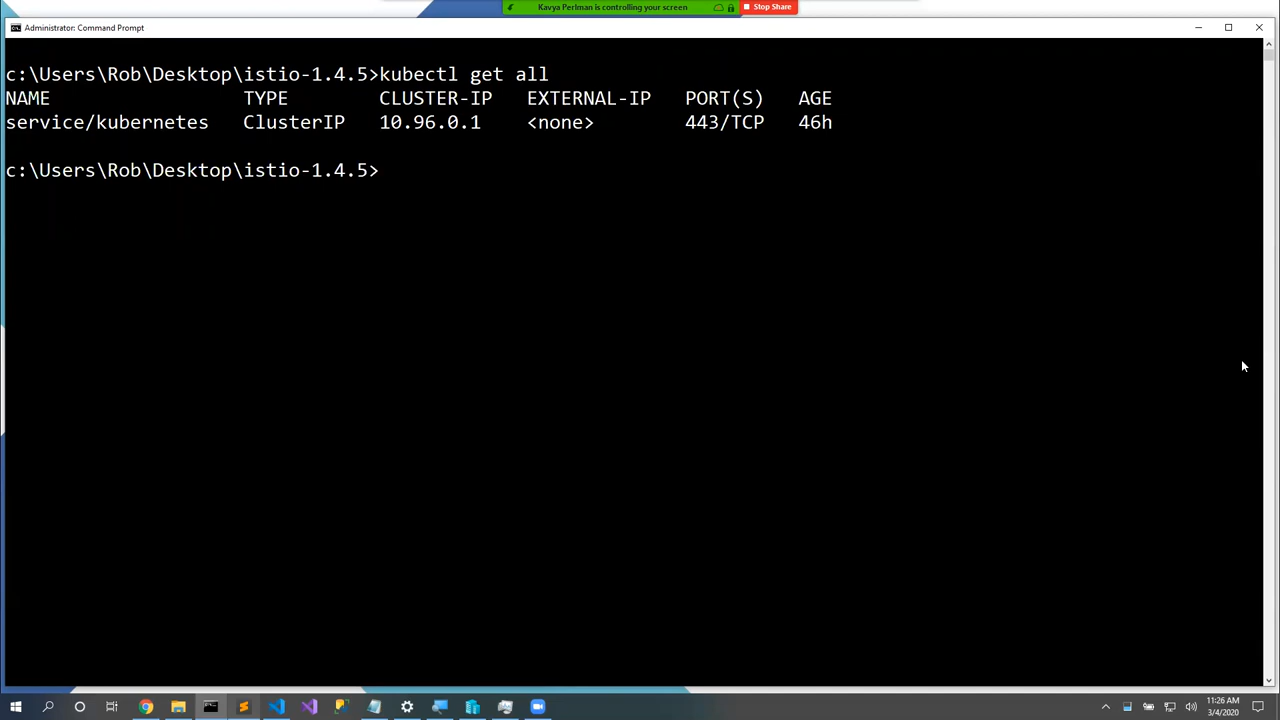 Kavya Perlman is controlling your screen
Stop Share
Administrator: Command Prompt
c:\Users\Rob\Desktop\istio-1.4.5>kubectl get all
NAME TYPE CLUSTER-IP EXTERNAL-IP PORT(S) AGE
service/kubernetes ClusterIP 10.96.0.1 <none> 443/TCP 46h
c:\Users\Rob\Desktop\istio-1.4.5>
11:26 AM
3/4/2020